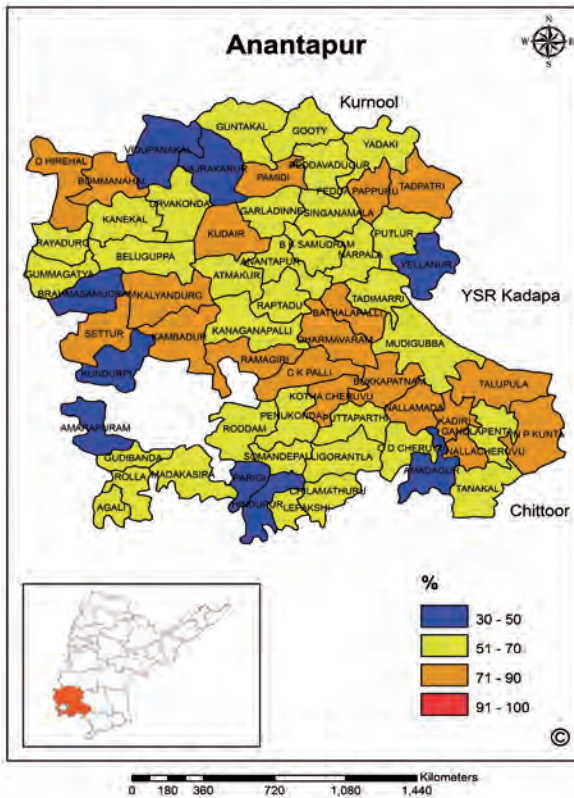 Anantapur
N
W E
S
Kurnool
GUNTAKAL
GOOTY
YADAKI
VIDUPANAKAL
D HIREHAL
VAJRAKARUR
BOMMANAHAL
PAMIDI
PEDDAVADUGUR
PEDDA PAPPURU
TADPATRI
URVAKONDA
KANEKAL
GARLADINNE
SINGANAMALA
KUDAIR
PUTLUR
RAYADURG
B K SAMUDRAM
NARPALA
BELUGUPPA
ANANTAPUR
YELLANUR
GUMMAGATYA
ATMAKUR
BRAHMASAMUDRAM
KALYANDURG
RAPTADU
TADIMARRI
YSR Kadapa
BATHALAPALLI
SETTUR
KANAGANAPALLI
KAMBADUR
DHARMAVARAM
MUDIGUBBA
RAMAGIRI
KUNDURPI
C K PALLI
BUKKAPATNAM
TALUPULA
KOTHA CHERUVU
NALLAMADA
AMARAPURAM
PENUKONDA
PUTTAPARTHI
KADIRI
GANDLAPENTA
N P KUNTA
RODDAM
O D CHERUVU
NALLACHERUVU
GUDIBANDA
SOMANDEPALLI
GORANTLA
ROLLA
MADAKASIRA
PARIGI
AMADAGUR
CHILAMATHURU
TANAKAL
AGALI
HINDUPUR
LEPAKSHI
Chittoor
%
30 - 50
51 - 70
71 - 90
91 - 100
©
Kilometers
0 180 360 720 1,080 1,440